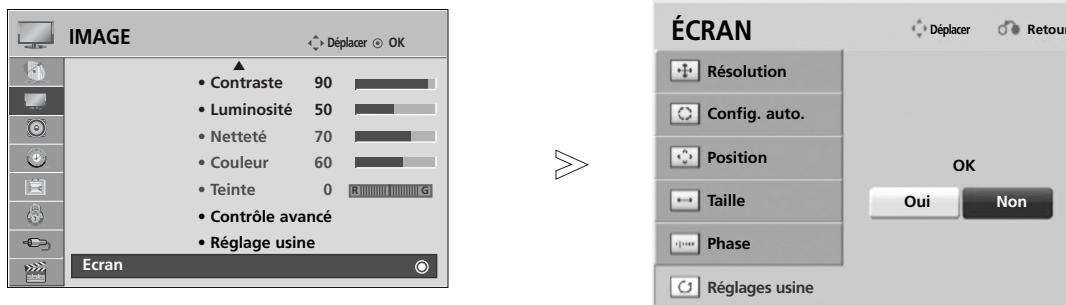 IMAGE
Déplacer OK
• Contraste 90
• Luminosité 50
• Netteté 70
• Couleur 60
• Teinte 0 R G
• Contrôle avancé
• Réglage usine
Ecran
ÉCRAN
Déplacer Retour
Résolution
Config. auto.
Position
Taille
Phase
Réglages usine
OK
Oui Non